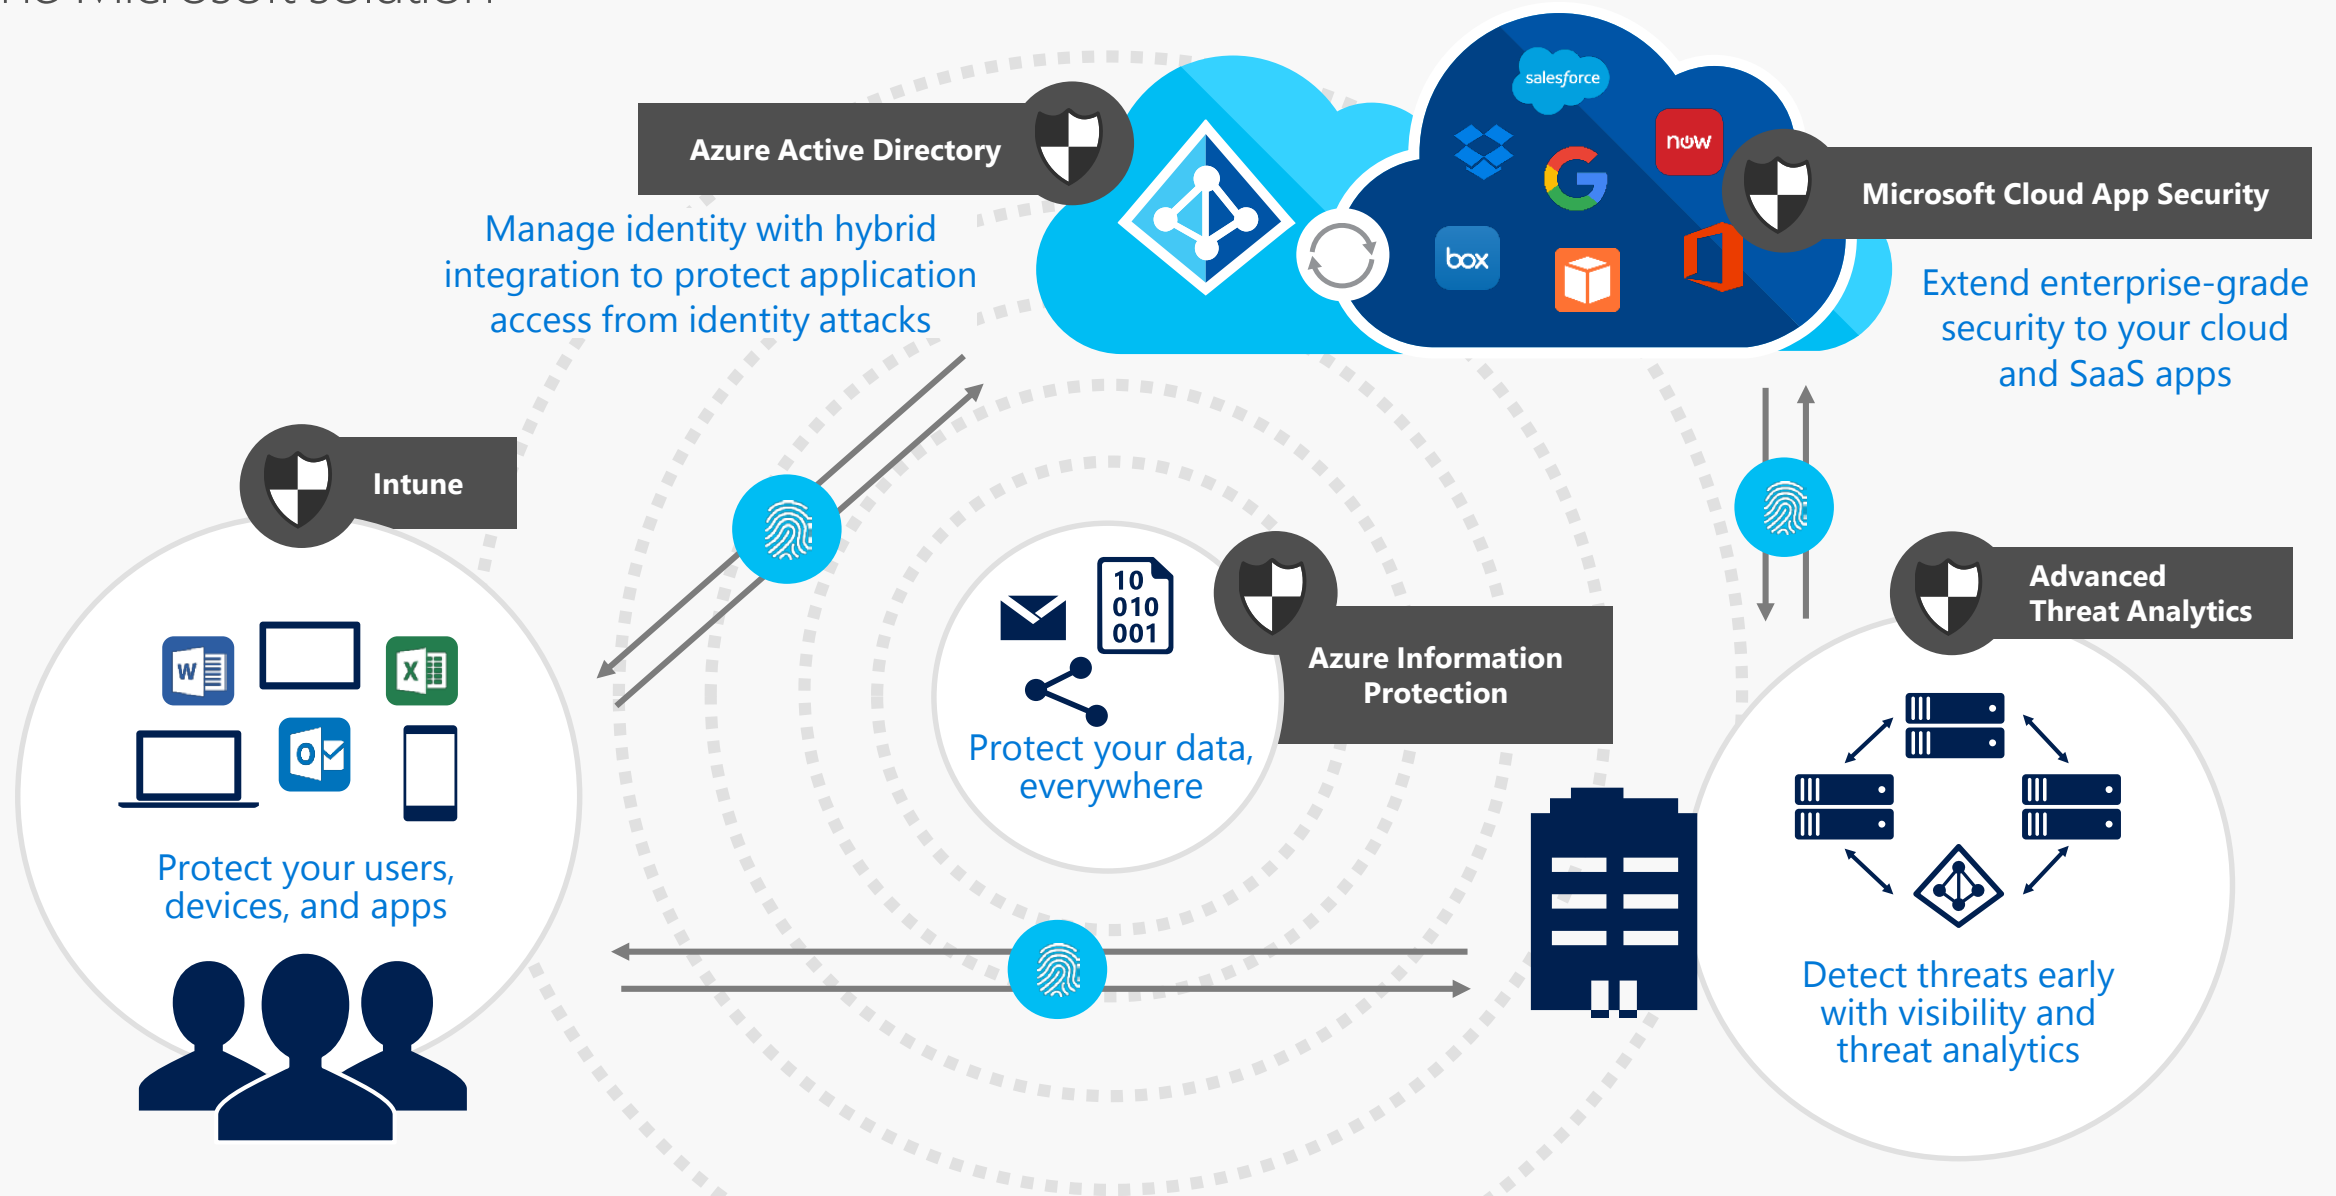 Microsoft solution
salesforce
now
box
Azure Active Directory
Manage identity with hybrid
integration to protect application
access from identity attacks
Microsoft Cloud App Security
Extend enterprise-grade
security to your cloud
and SaaS apps
Intune
W
X
O
Protect your users,
devices, and apps
10
010
001
Azure Information
Protection
Protect your data,
everywhere
Advanced
Threat Analytics
Detect threats early
with visibility and
threat analytics